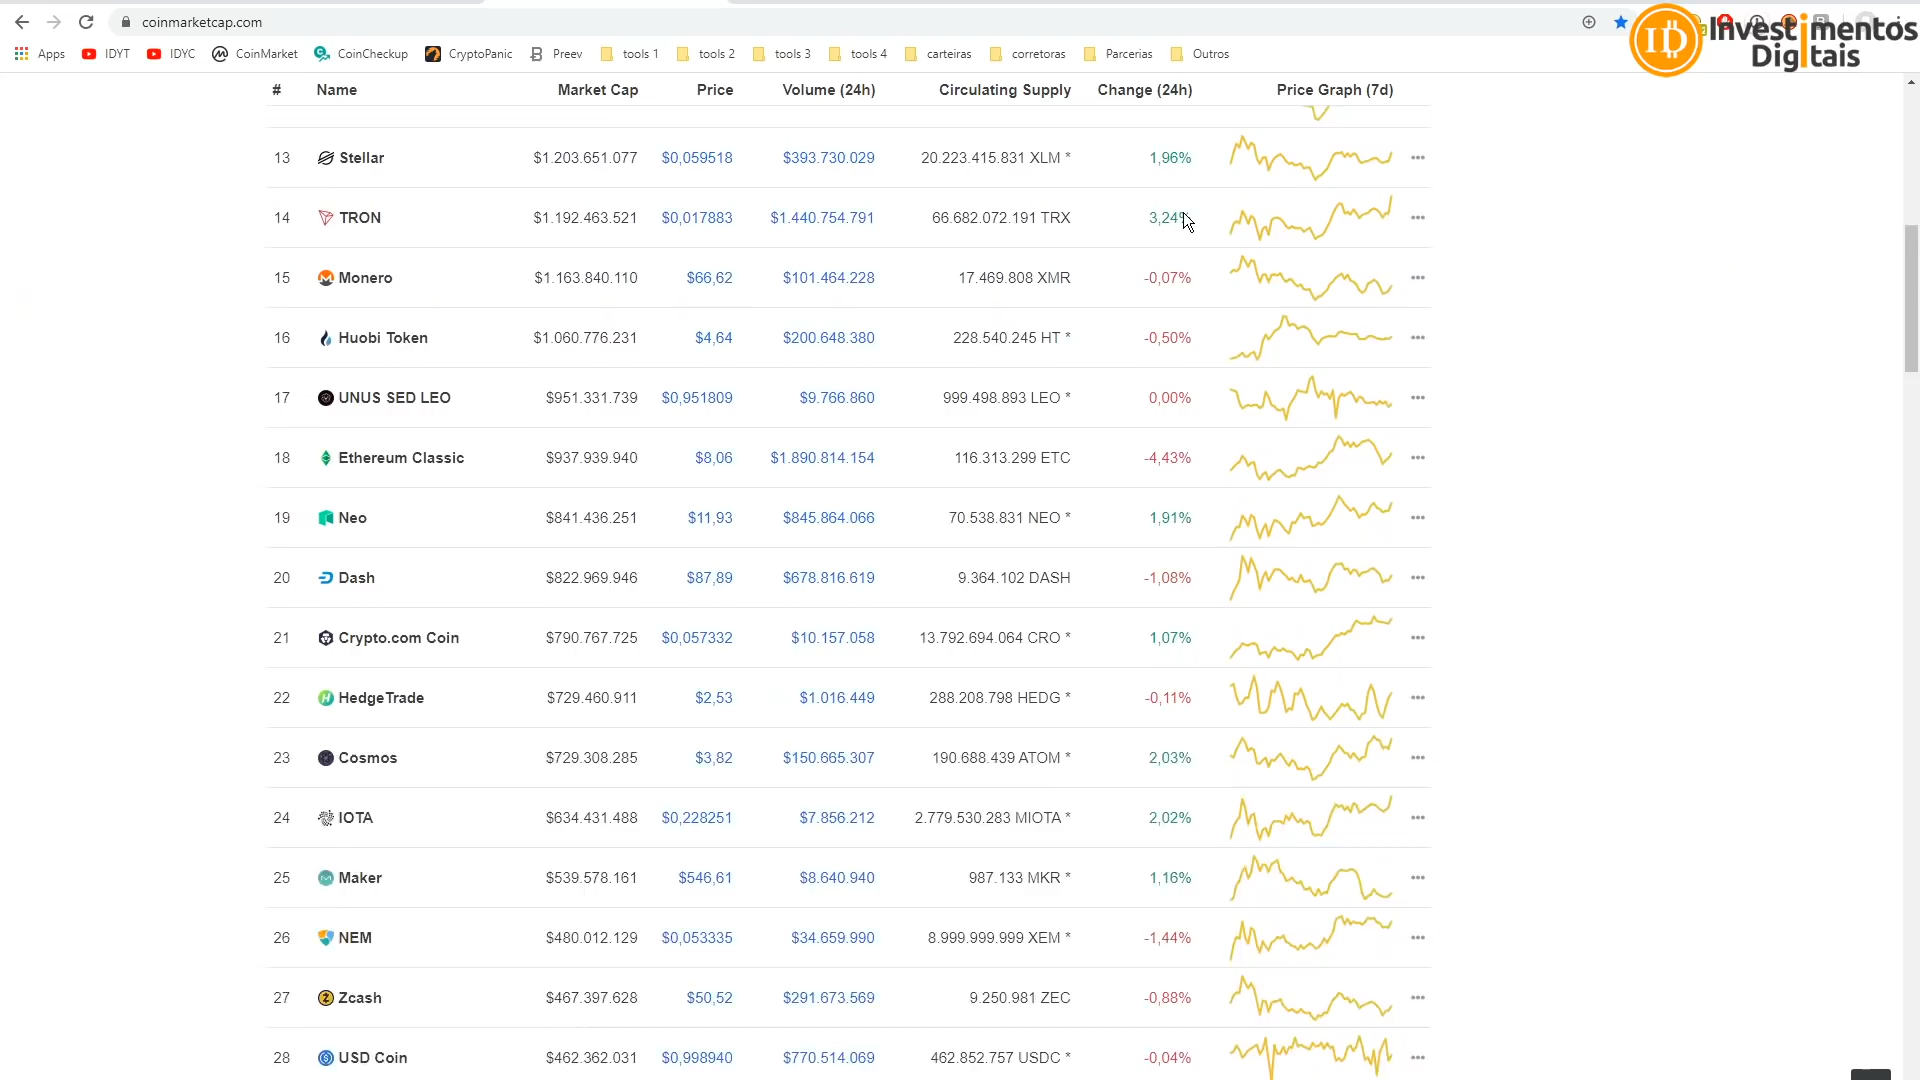 coinmarketcap.com
Investimentos
Digitais
Apps IDYT IDYC CoinMarket CoinCheckup CryptoPanic Preev tools 1 tools 2 tools 3 tools 4 carteiras corretoras Parcerias Outros
# Name Market Cap Price Volume (24h) Circulating Supply Change (24h) Price Graph (7d)
13 Stellar $1.203.651.077 $0,059518 $393.730.029 20.223.415.831 XLM * 1,96%
14 TRON $1.192.463.521 $0,017883 $1.440.754.791 66.682.072.191 TRX 3,24%
15 Monero $1.163.840.110 $66,62 $101.464.228 17.469.808 XMR -0,07%
16 Huobi Token $1.060.776.231 $4,64 $200.648.380 228.540.245 HT * -0,50%
17 UNUS SED LEO $951.331.739 $0,951809 $9.766.860 999.498.893 LEO * 0,00%
18 Ethereum Classic $937.939.940 $8,06 $1.890.814.154 116.313.299 ETC -4,43%
19 Neo $841.436.251 $11,93 $845.864.066 70.538.831 NEO * 1,91%
20 Dash $822.969.946 $87,89 $678.816.619 9.364.102 DASH -1,08%
21 Crypto.com Coin $790.767.725 $0,057332 $10.157.058 13.792.694.064 CRO * 1,07%
22 HedgeTrade $729.460.911 $2,53 $1.016.449 288.208.798 HEDG * -0,11%
23 Cosmos $729.308.285 $3,82 $150.665.307 190.688.439 ATOM * 2,03%
24 IOTA $634.431.488 $0,228251 $7.856.212 2.779.530.283 MIOTA * 2,02%
25 Maker $539.578.161 $546,61 $8.640.940 987.133 MKR * 1,16%
26 NEM $480.012.129 $0,053335 $34.659.990 8.999.999.999 XEM * -1,44%
27 Zcash $467.397.628 $50,52 $291.673.569 9.250.981 ZEC -0,88%
28 USD Coin $462.362.031 $0,998940 $770.514.069 462.852.757 USDC * -0,04%